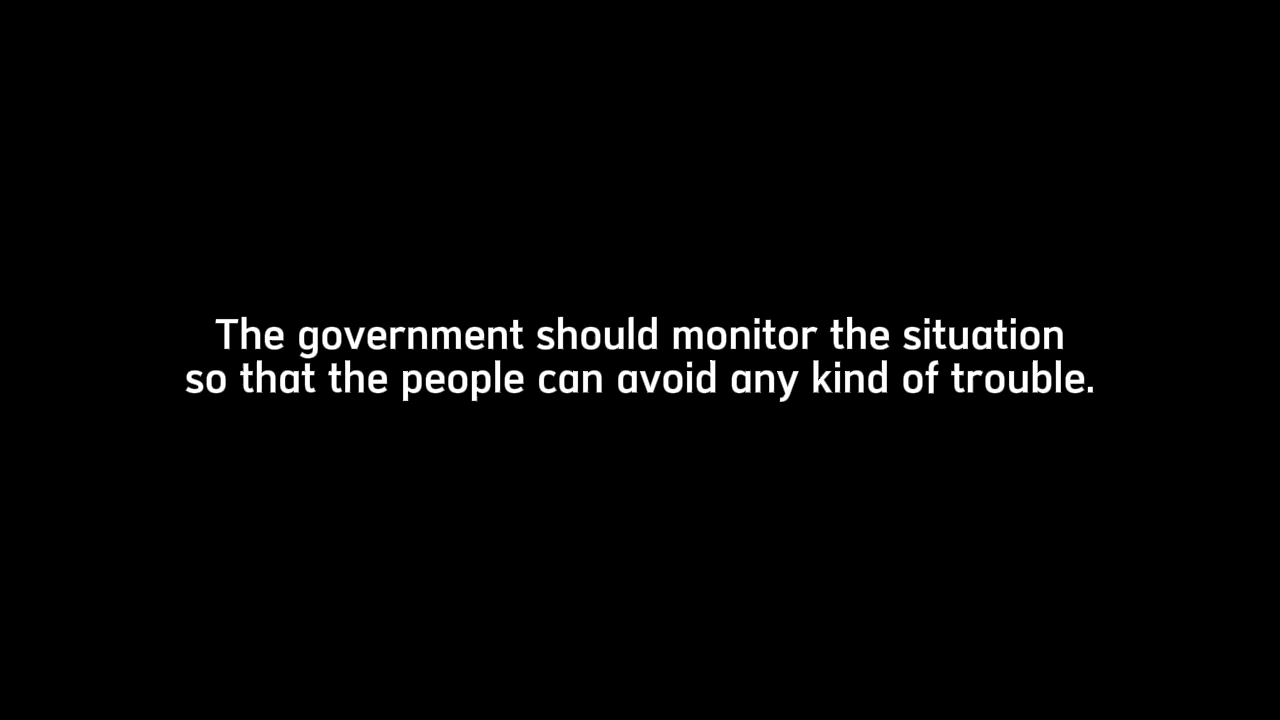 The government should monitor the situation
so that the people can avoid any kind of trouble.